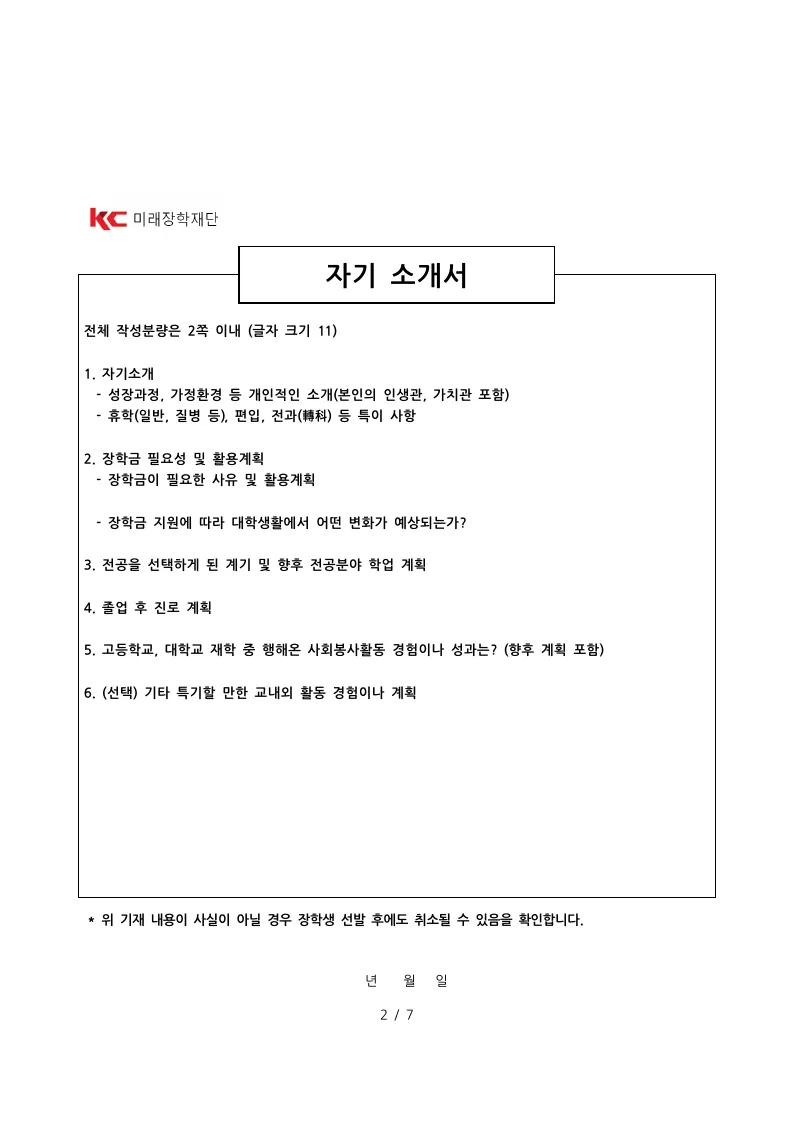 KC 미래장학재단
자기 소개서
전체 작성분량은 2쪽 이내 (글자 크기 11)
1. 자기소개
- 성장과정, 가정환경 등 개인적인 소개(본인의 인생관, 가치관 포함)
- 휴학(일반, 질병 등), 편입, 전과(轉科) 등 특이 사항
2. 장학금 필요성 및 활용계획
- 장학금이 필요한 사유 및 활용계획
- 장학금 지원에 따라 대학생활에서 어떤 변화가 예상되는가?
3. 전공을 선택하게 된 계기 및 향후 전공분야 학업 계획
4. 졸업 후 진로 계획
5. 고등학교, 대학교 재학 중 행해온 사회봉사활동 경험이나 성과는? (향후 계획 포함)
6. (선택) 기타 특기할 만한 교내외 활동 경험이나 계획
* 위 기재 내용이 사실이 아닐 경우 장학생 선발 후에도 취소될 수 있음을 확인합니다.
년 월 일
2 / 7